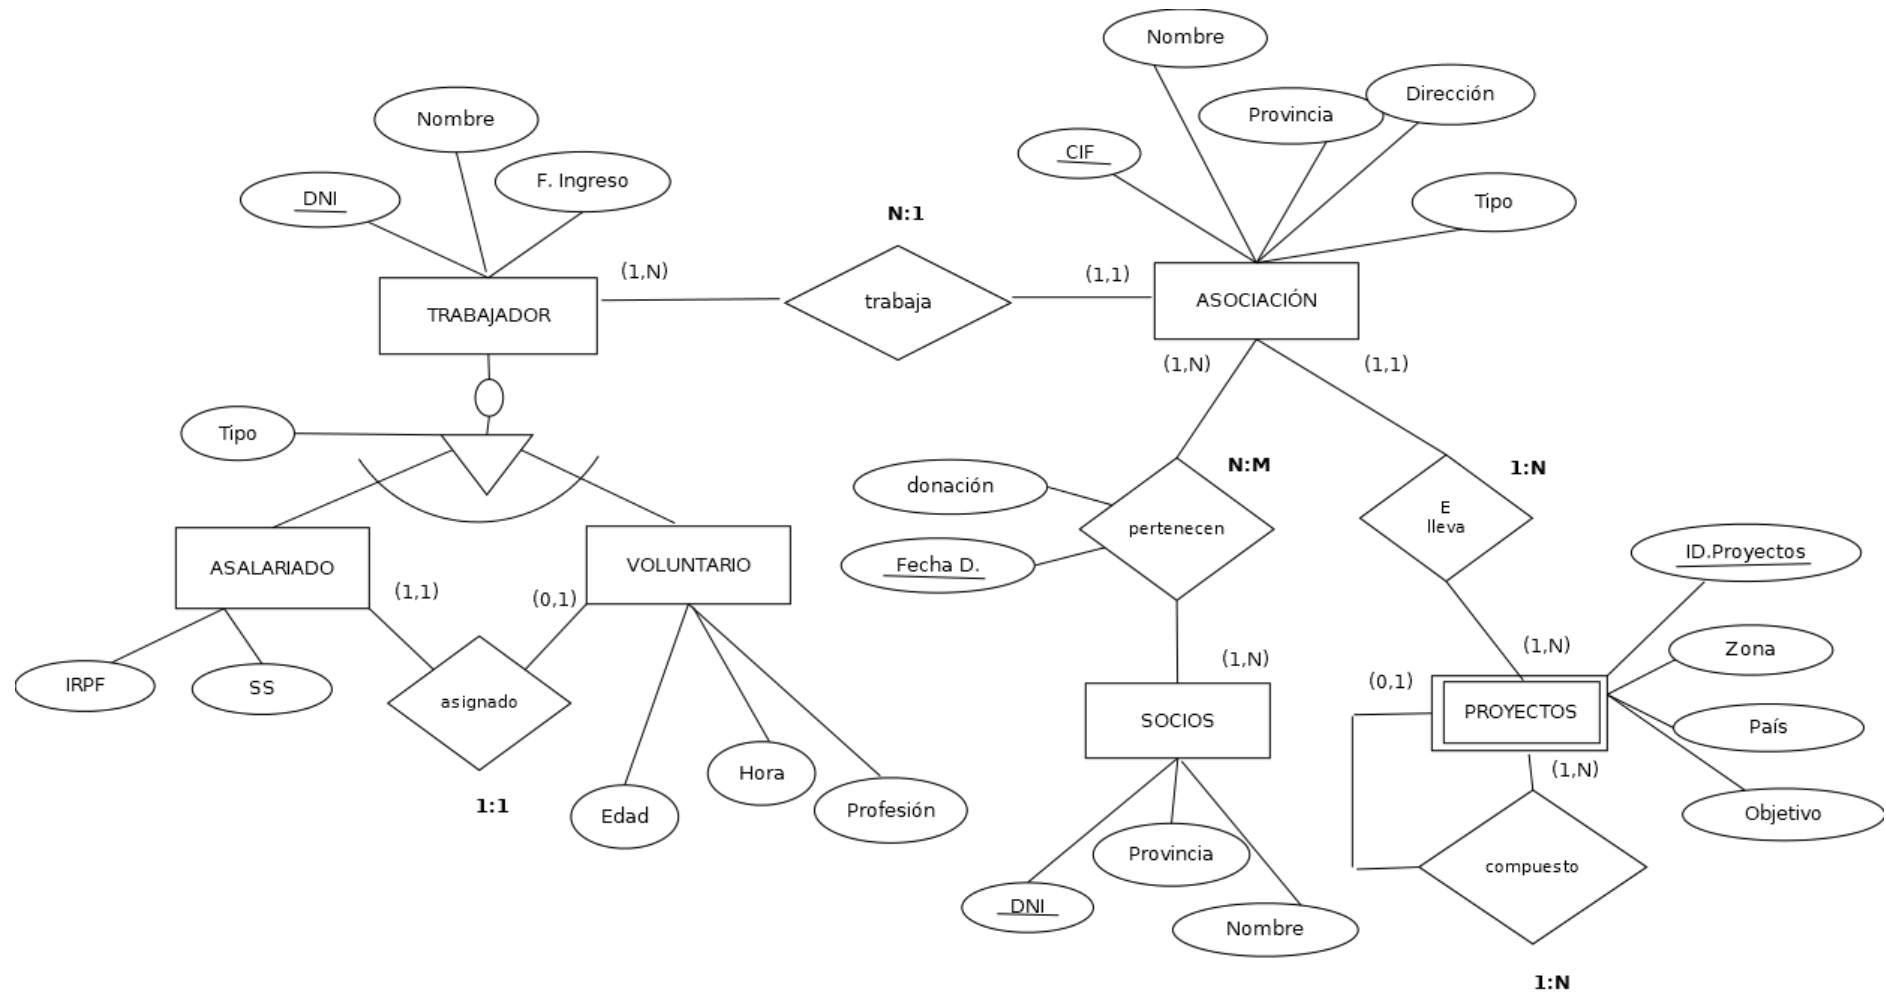 Nombre
Dirección
Provincia
Nombre
CIF
F. Ingreso
DNI
Tipo
N:1
(1,N)
(1,1)
trabaja
ASOCIACIÓN
TRABAJADOR
(1,N)
(1,1)
Tipo
N:M
1:N
donación
E
lleva
pertenecen
ID.Proyectos
Fecha D.
ASALARIADO
VOLUNTARIO
(1,1)
(0,1)
(1,N)
Zona
(1,N)
(0,1)
IRPF
SS
asignado
SOCIOS
PROYECTOS
País
(1,N)
Hora
1:1
Edad
Profesión
Objetivo
Provincia
compuesto
DNI
Nombre
1:N